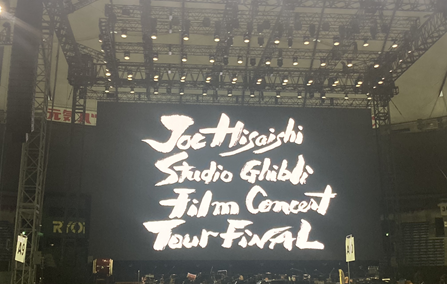 Joe Hisaishi
Studio Ghibli
Film Concert
Tour FINAL